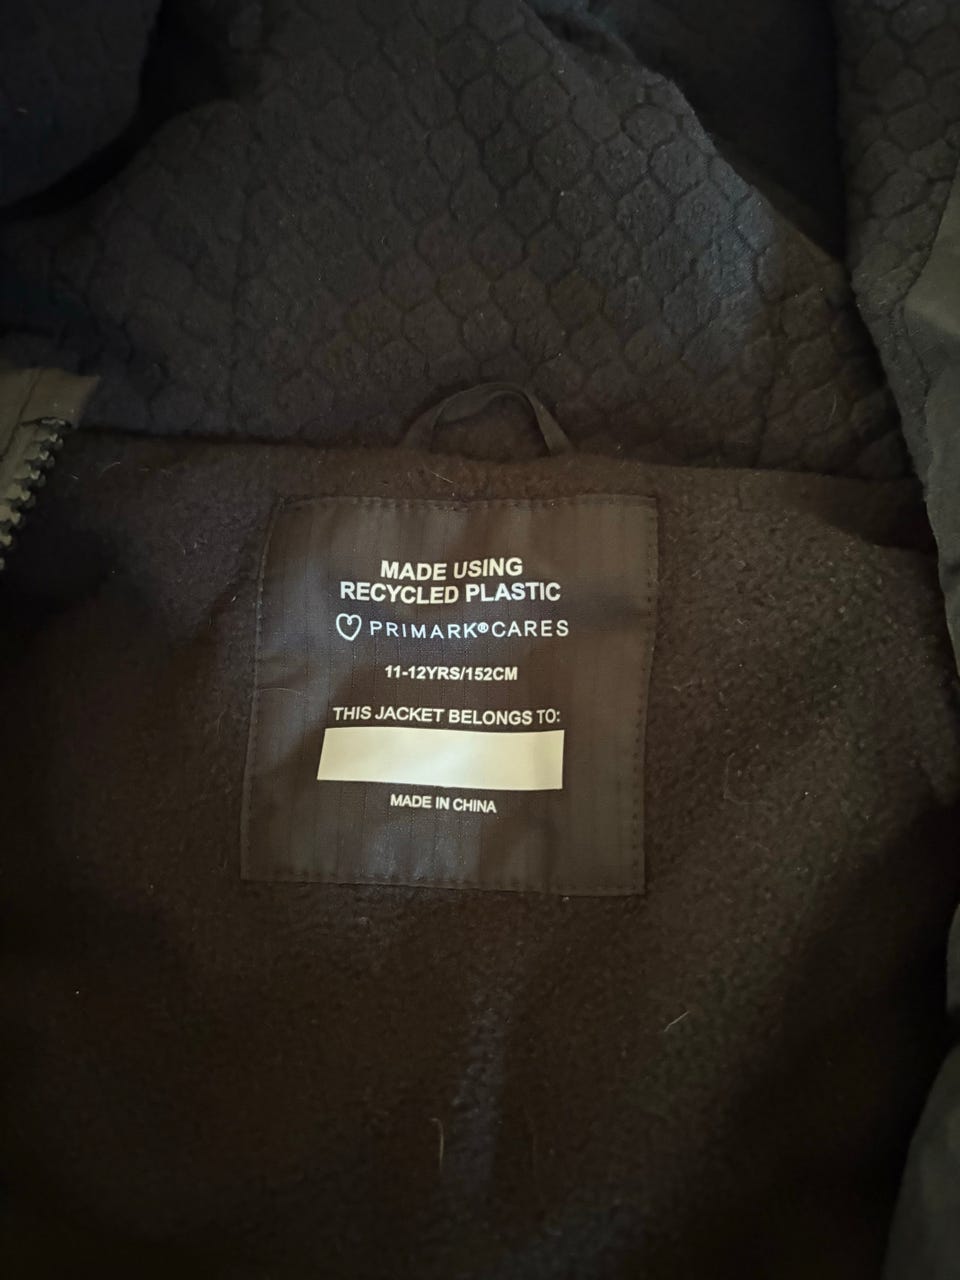 MADE USING
RECYCLED PLASTIC
PRIMARK®CARES
11-12YRS/152CM
THIS JACKET BELONGS TO:
MADE IN CHINA